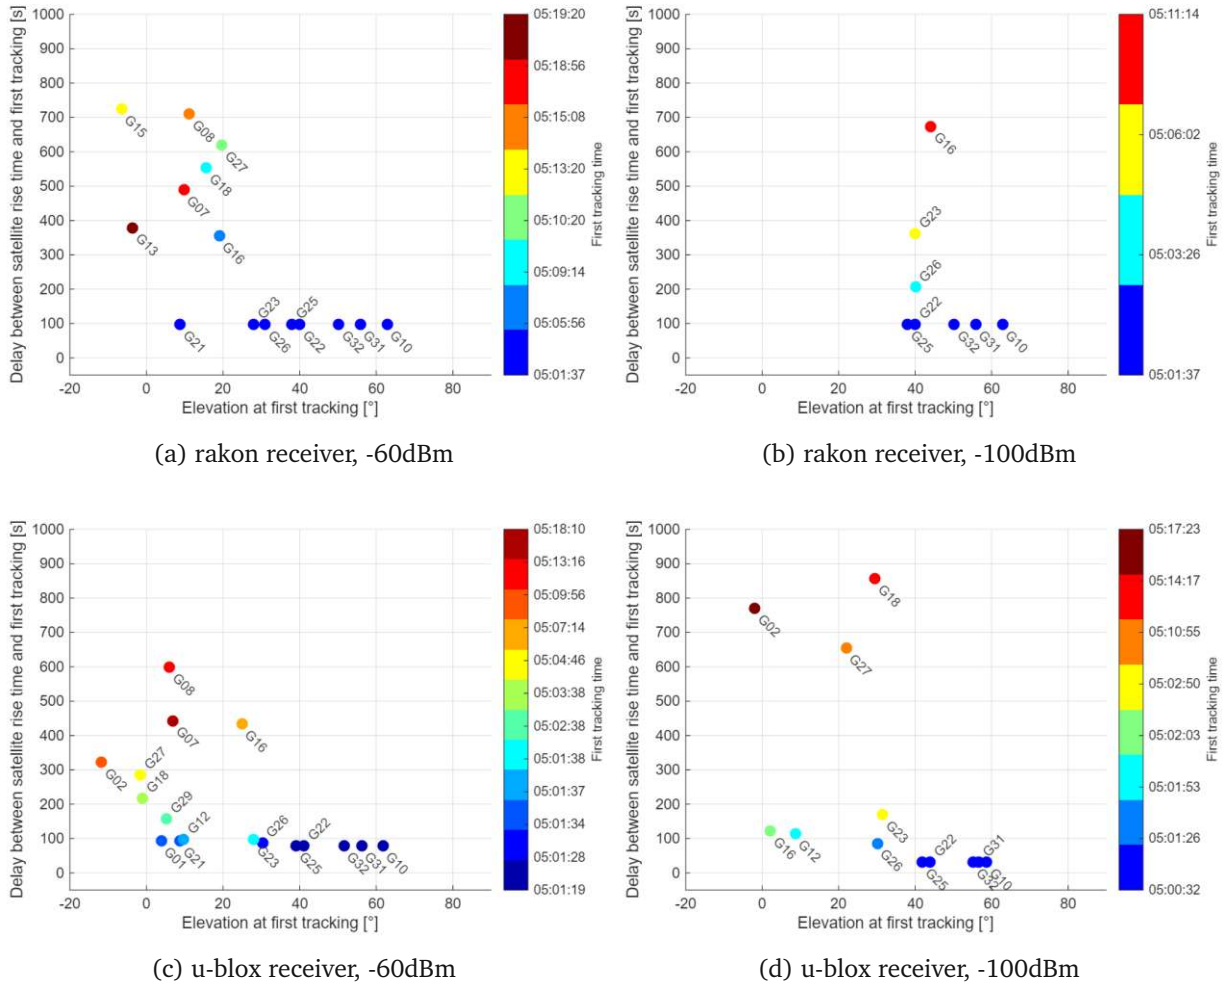 Delay between satellite rise time and first tracking [s]
1000
900
800
700
600
500
400
300
200
100
0
-20
0
20
40
60
80
Elevation at first tracking [°]
G15
G08
G27
G18
G07
G13
G16
G21
G23
G26
G25
G22
G32
G31
G10
05:19:20
05:18:56
05:15:08
05:13:20
05:10:20
05:09:14
05:05:56
05:01:37
First tracking time
(a) rakon receiver, -60dBm
Delay between satellite rise time and first tracking [s]
1000
900
800
700
600
500
400
300
200
100
0
-20
0
20
40
60
80
Elevation at first tracking [°]
G16
G23
G26
G22
G25
G32
G31
G10
05:11:14
05:06:02
05:03:26
05:01:37
First tracking time
(b) rakon receiver, -100dBm
Delay between satellite rise time and first tracking [s]
1000
900
800
700
600
500
400
300
200
100
0
-20
0
20
40
60
80
Elevation at first tracking [°]
G08
G07
G16
G02
G27
G18
G29
G12
G01
G21
G26
G23
G22
G25
G32
G31
G10
05:18:10
05:13:16
05:09:56
05:07:14
05:04:46
05:03:38
05:02:38
05:01:38
05:01:37
05:01:34
05:01:28
05:01:19
First tracking time
(c) u-blox receiver, -60dBm
Delay between satellite rise time and first tracking [s]
1000
900
800
700
600
500
400
300
200
100
0
-20
0
20
40
60
80
Elevation at first tracking [°]
G18
G02
G27
G16
G12
G23
G26
G22
G25
G31
G32
G10
05:17:23
05:14:17
05:10:55
05:02:50
05:02:03
05:01:53
05:01:26
05:00:32
First tracking time
(d) u-blox receiver, -100dBm